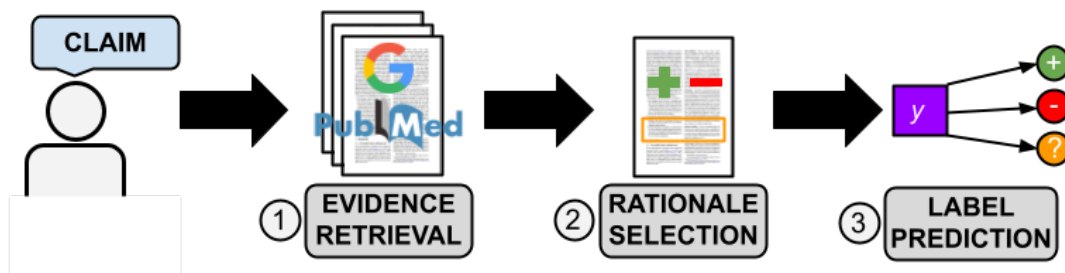 CLAIM
G
PubMed
+ −
y
+
-
?
1 EVIDENCE
RETRIEVAL
2 RATIONALE
SELECTION
3 LABEL
PREDICTION